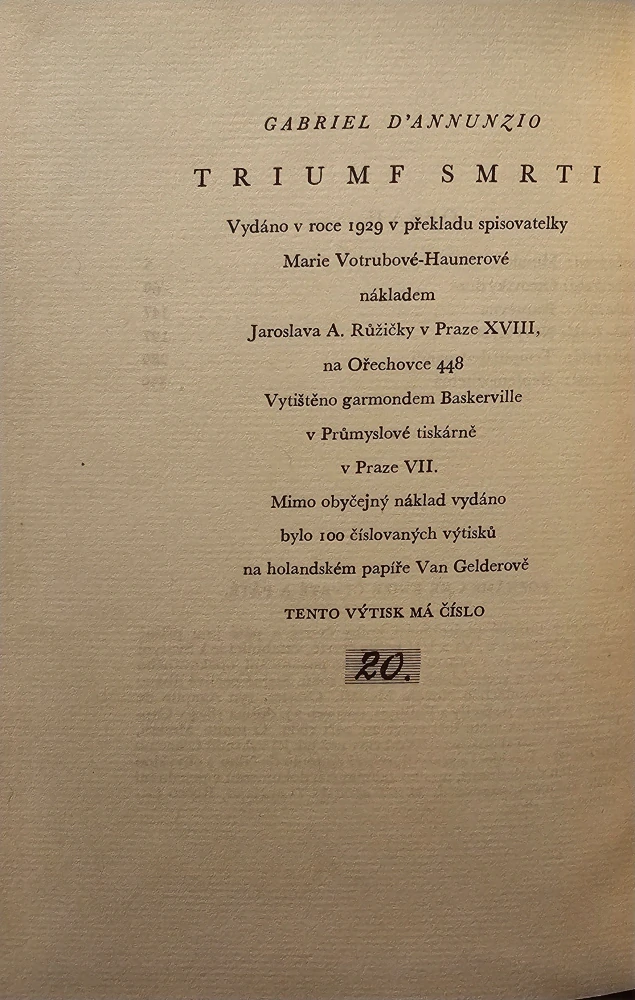 GABRIEL D'ANNUNZIO
TRIUMF SMRTI
Vydáno v roce 1929 v překladu spisovatelky
Marie Votrubové-Haunerové
nákladem
Jaroslava A. Růžičky v Praze XVIII,
na Ořechovce 448
Vytištěno garmondem Baskerville
v Průmyslové tiskárně
v Praze VII.
Mimo obyčejný náklad vydáno
bylo 100 číslovaných výtisků
na holandském papíře Van Gelderově
TENTO VÝTISK MÁ ČÍSLO
20.